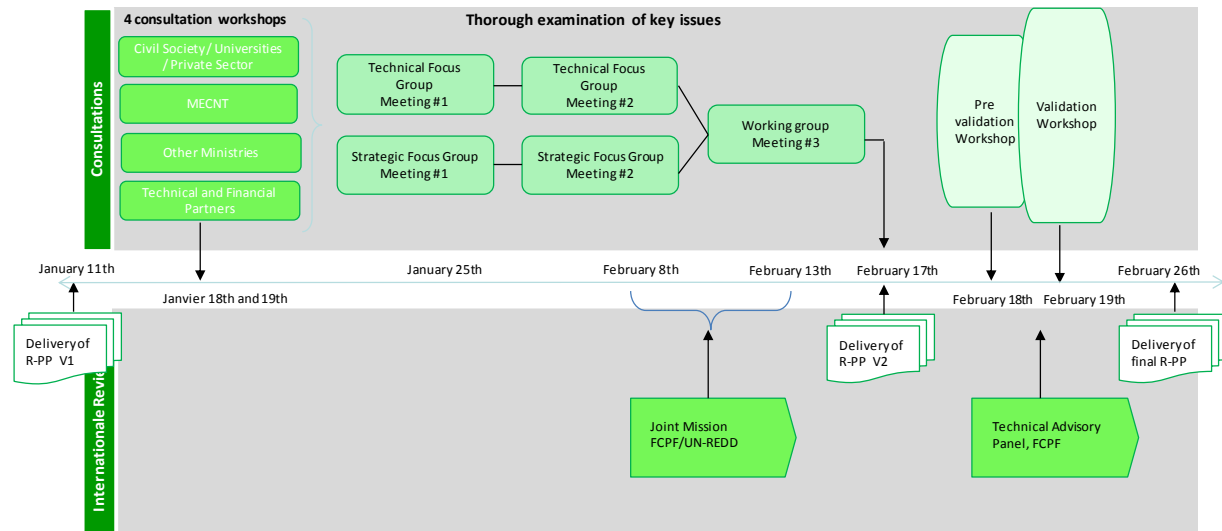 4 consultation workshops
Thorough examination of key issues
Consultations
Civil Society / Universities
/ Private Sector
MECNT
Other Ministries
Technical and Financial
Partners
Technical Focus
Group
Meeting #1
Technical Focus
Group
Meeting #2
Strategic Focus Group
Meeting #1
Strategic Focus Group
Meeting #2
Working group
Meeting #3
Pre
validation
Workshop
Validation
Workshop
January 11th
January 25th
February 8th
February 13th
February 17th
February 26th
Janvier 18th and 19th
February 18th
February 19th
Delivery of
R-PP V1
Delivery of
R-PP V2
Delivery of
final R-PP
Internationale Revie
Joint Mission
FCPF/UN-REDD
Technical Advisory
Panel, FCPF